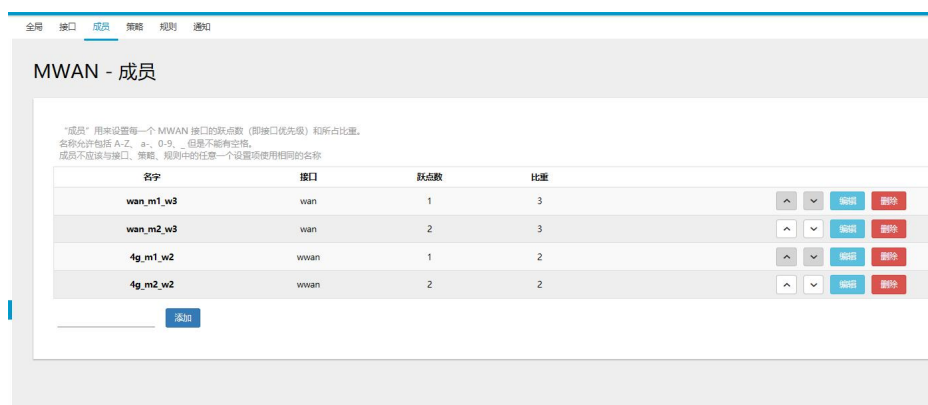 全局 接口 成员 策略 规则 通知
MWAN - 成员
“成员”用来设置每一个 MWAN 接口的跃点数（即接口优先级）和所占比重。
名称允许包括 A-Z、 a-、0-9、_ 但是不能有空格。
成员不应该与接口、策略、规则中的任意一个设置项使用相同的名称
名字 接口 跃点数 比重
wan_m1_w3 wan 1 3 编辑 删除
wan_m2_w3 wan 2 3 编辑 删除
4g_m1_w2 wwan 1 2 编辑 删除
4g_m2_w2 wwan 2 2 编辑 删除
添加